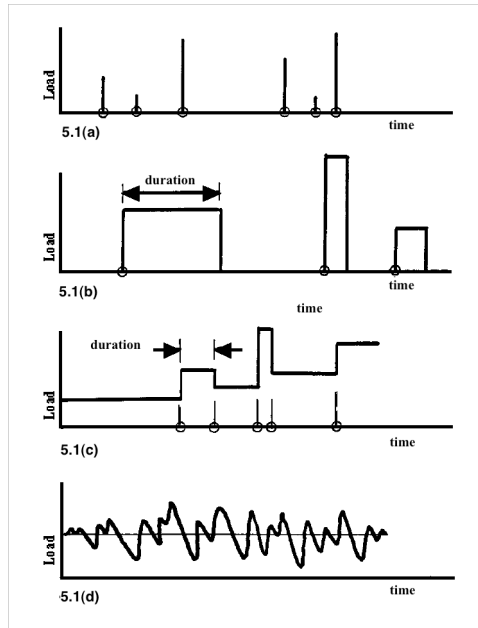 Load
time
5.1(a)
duration
Load
time
5.1(b)
time
duration
Load
time
5.1(c)
Load
time
5.1(d)